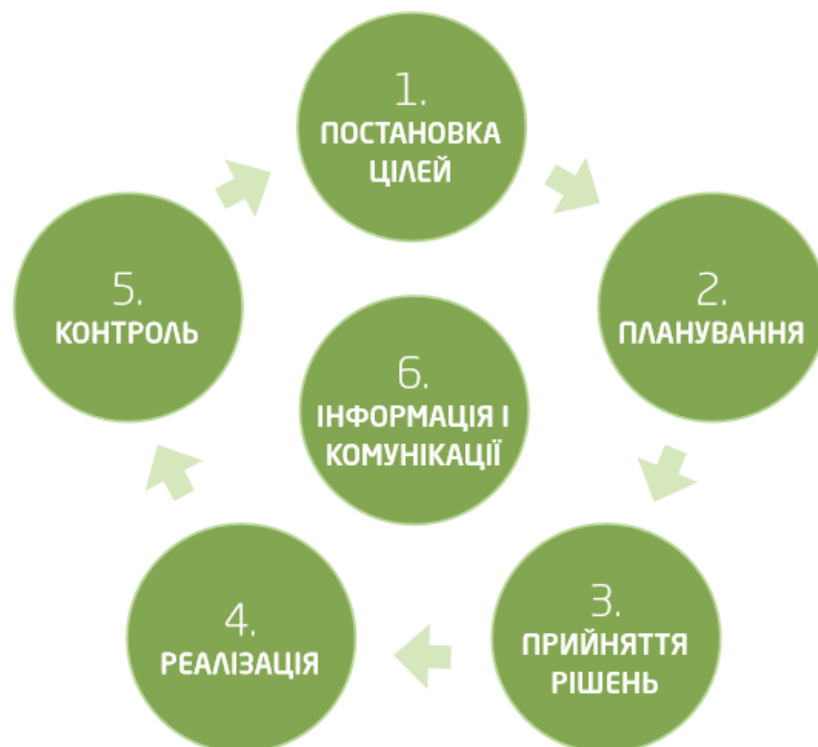 1.
ПОСТАНОВКА
ЦІЛЕЙ
2.
ПЛАНУВАННЯ
3.
ПРИЙНЯТТЯ
РІШЕНЬ
4.
РЕАЛІЗАЦІЯ
5.
КОНТРОЛЬ
6.
ІНФОРМАЦІЯ І
КОМУНІКАЦІЇ